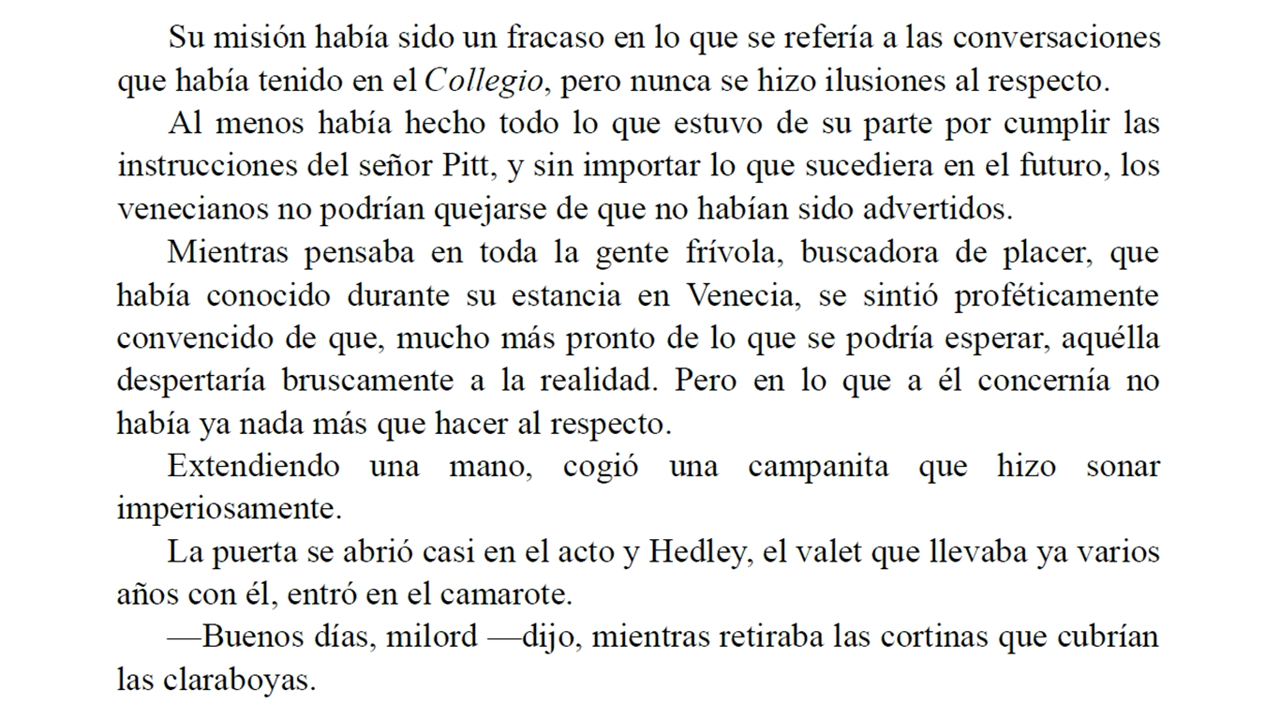 Su misión había sido un fracaso en lo que se refería a las conversaciones
que había tenido en el Collegio, pero nunca se hizo ilusiones al respecto.
Al menos había hecho todo lo que estuvo de su parte por cumplir las
instrucciones del señor Pitt, y sin importar lo que sucediera en el futuro, los
venecianos no podrían quejarse de que no habían sido advertidos.
Mientras pensaba en toda la gente frívola, buscadora de placer, que
había conocido durante su estancia en Venecia, se sintió proféticamente
convencido de que, mucho más pronto de lo que se podría esperar, aquélla
despertaría bruscamente a la realidad. Pero en lo que a él concernía no
había ya nada más que hacer al respecto.
Extendiendo una mano, cogió una campanita que hizo sonar
imperiosamente.
La puerta se abrió casi en el acto y Hedley, el valet que llevaba ya varios
años con él, entró en el camarote.
—Buenos días, milord —dijo, mientras retiraba las cortinas que cubrían
las claraboyas.